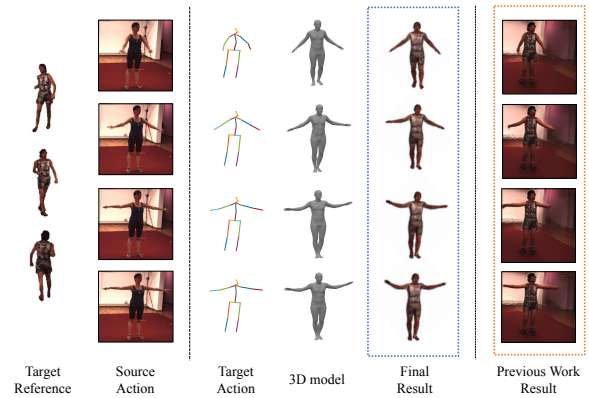 Target
Reference
Source
Action
Target
Action
3D model
Final
Result
Previous Work
Result